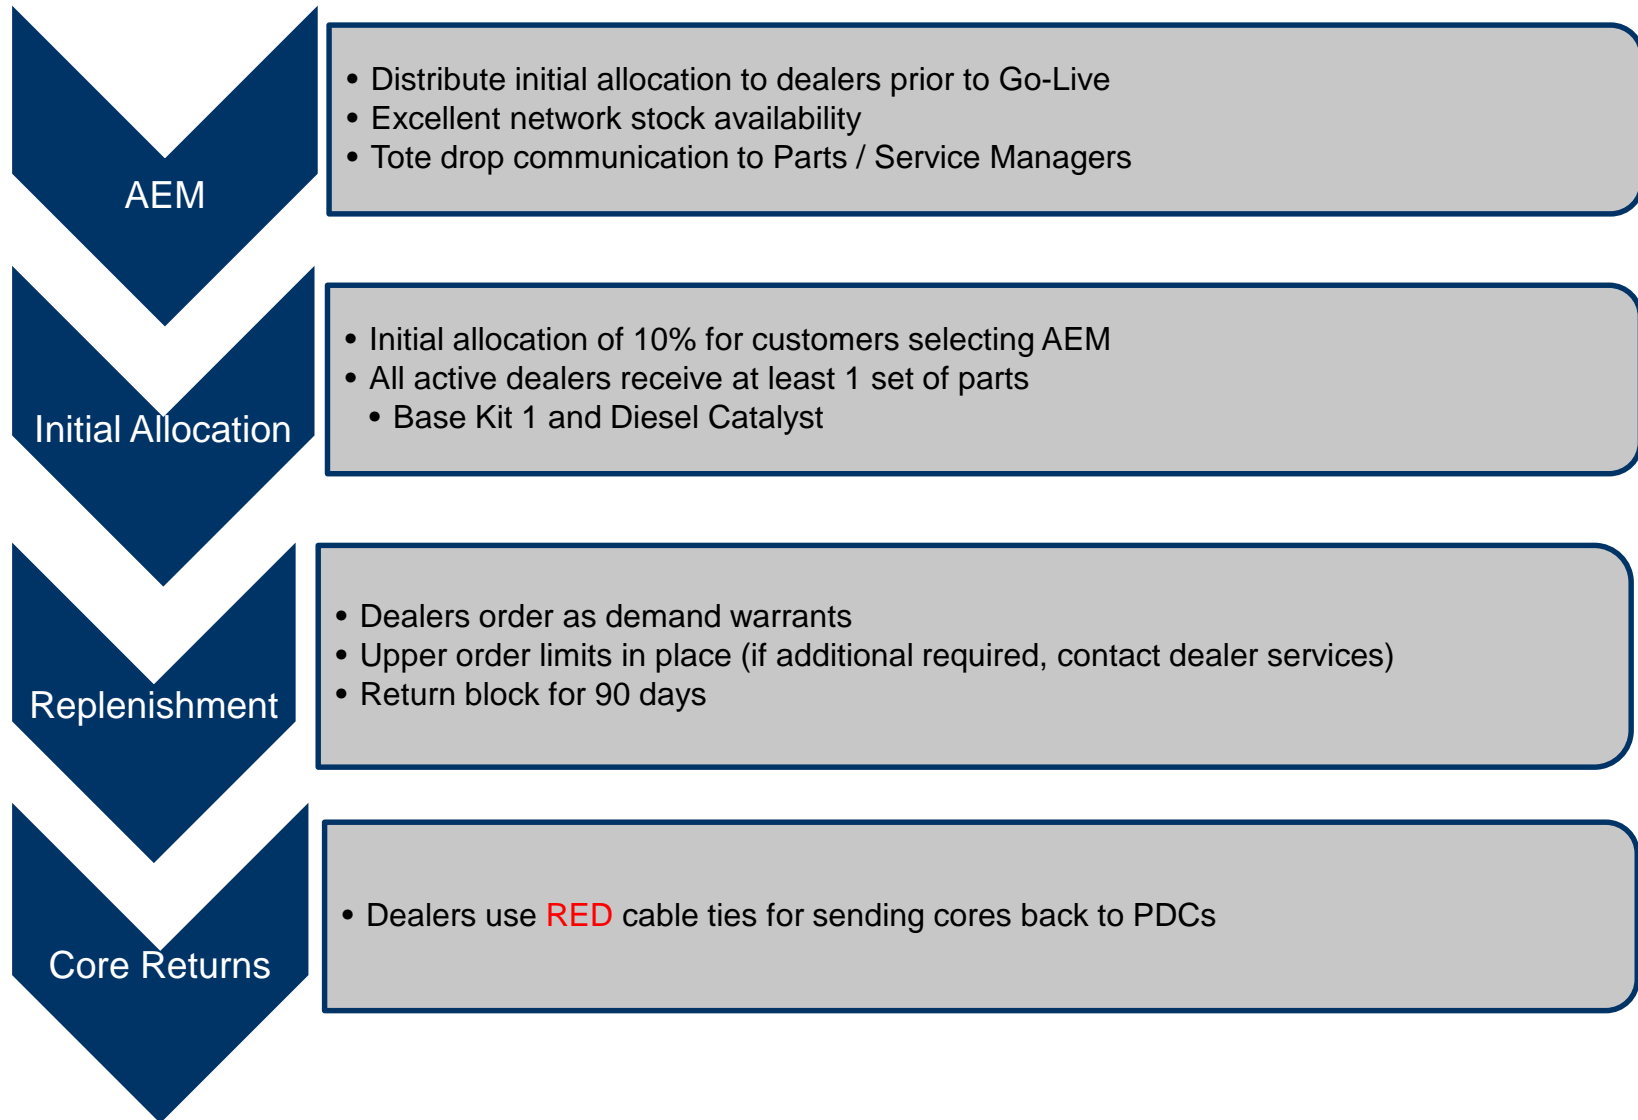 • Distribute initial allocation to dealers prior to Go-Live
• Excellent network stock availability
• Tote drop communication to Parts / Service Managers
AEM
• Initial allocation of 10% for customers selecting AEM
• All active dealers receive at least 1 set of parts
• Base Kit 1 and Diesel Catalyst
Initial Allocation
• Dealers order as demand warrants
• Upper order limits in place (if additional required, contact dealer services)
• Return block for 90 days
Replenishment
• Dealers use RED cable ties for sending cores back to PDCs
Core Returns